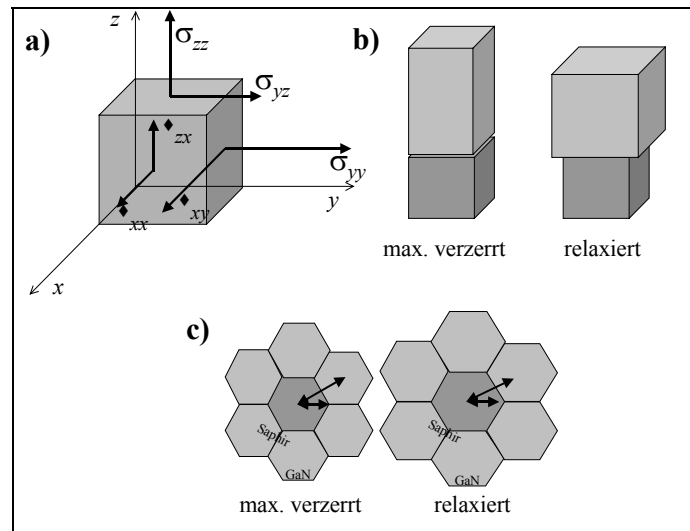 a)
z
σzz
σyz
♦zx
σyy
♦xx
♦xy
y
x
b)
max. verzerrt
relaxiert
c)
Saphir
GaN
max. verzerrt
Saphir
GaN
relaxiert